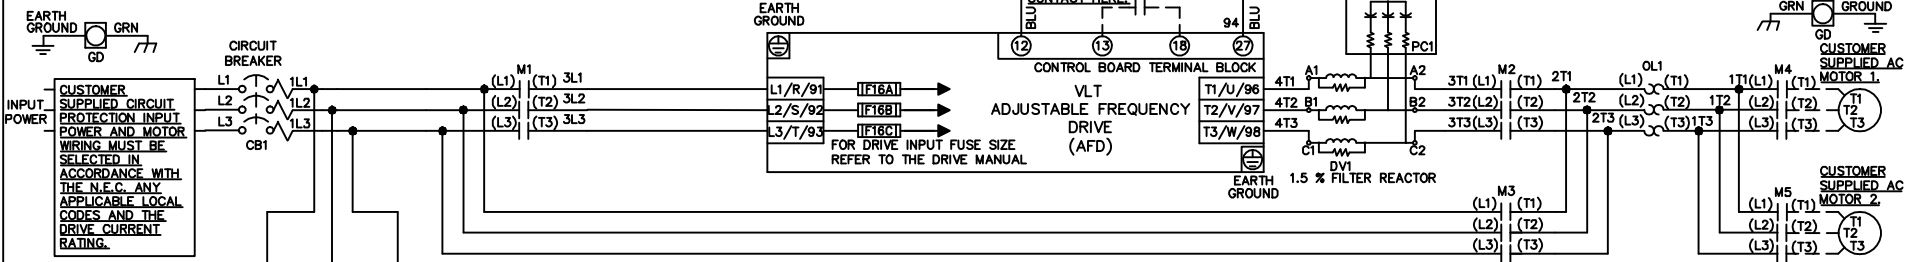 EARTH
GROUND
GRN
GD
CIRCUIT
BREAKER
INPUT
POWER
CUSTOMER
SUPPLIED CIRCUIT
PROTECTION INPUT
POWER AND MOTOR
WIRING MUST BE
SELECTED IN
ACCORDANCE WITH
THE N.E.C. ANY
APPLICABLE LOCAL
CODES AND THE
DRIVE CURRENT
RATING.
L1 1L1
L2 1L2
L3 1L3
CB1
M1
(L1) (T1) 3L1
(L2) (T2) 3L2
(L3) (T3) 3L3
EARTH
GROUND
BLU
CONTACT HERE.
94
BLU
12 13 18 27
CONTROL BOARD TERMINAL BLOCK
L1/R/91
L2/S/92
L3/T/93
F16A
F16B
F16C
VLT
ADJUSTABLE FREQUENCY
DRIVE
(AFD)
FOR DRIVE INPUT FUSE SIZE
REFER TO THE DRIVE MANUAL
T1/U/96
T2/V/97
T3/W/98
EARTH
GROUND
4T1 A1 A2
4T2 B1 B2
4T3 C1 C2
DV1
1.5 % FILTER REACTOR
PC1
M2
3T1 (L1) (T1) 2T1
3T2 (L2) (T2) 2T2
3T3 (L3) (T3) 2T3
M3
(L1) (T1)
(L2) (T2)
(L3) (T3)
OL1
(L1) (T1) 1T1
(L2) (T2) 1T2
(L3) (T3) 1T3
GRN
GROUND
GD
CUSTOMER
SUPPLIED AC
MOTOR 1.
M4
(L1) (T1)
(L2) (T2)
(L3) (T3)
T1
T2
T3
CUSTOMER
SUPPLIED AC
MOTOR 2.
M5
(L1) (T1)
(L2) (T2)
(L3) (T3)
T1
T2
T3